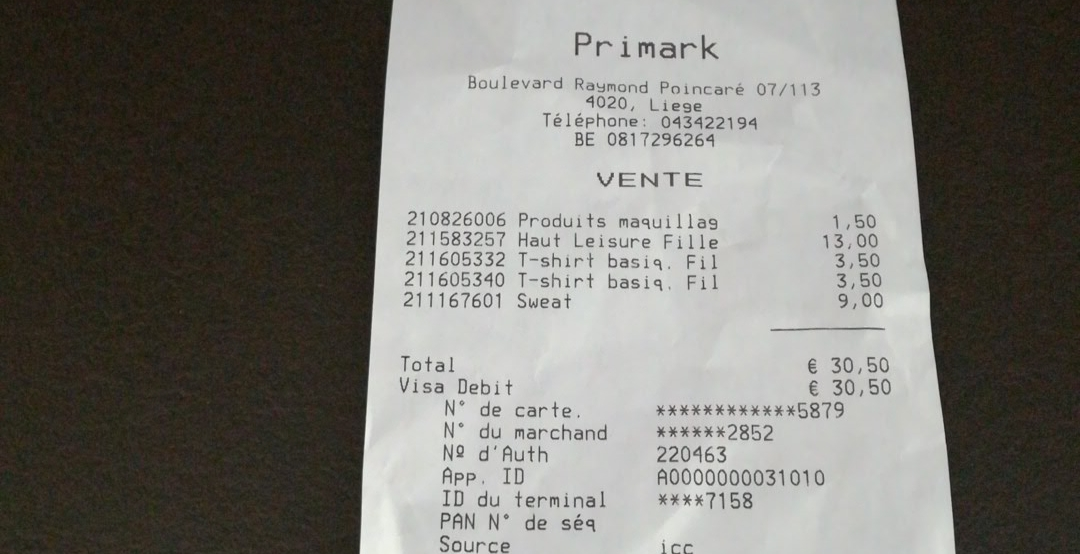 Primark
Boulevard Raymond Poincaré 07/113
4020, Liege
Téléphone: 043422194
BE 0817296264
VENTE
210826006 Produits maquillag 1,50
211583257 Haut Leisure Fille 13,00
211605332 T-shirt basiq. Fil 3,50
211605340 T-shirt basiq. Fil 3,50
211167601 Sweat 9,00
Total € 30,50
Visa Debit € 30,50
N° de carte. ************5879
N° du marchand ******2852
Nº d'Auth 220463
App. ID A0000000031010
ID du terminal ****7158
PAN N° de séq
Source icc